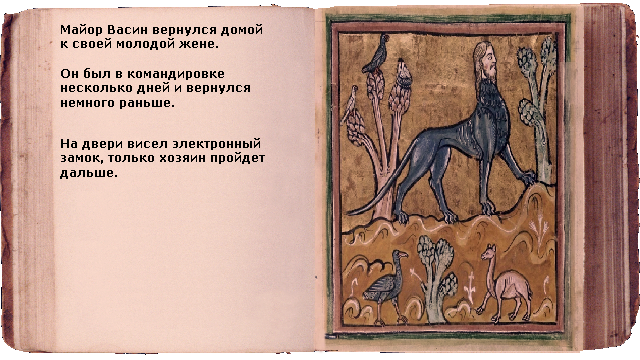 Майор Васин вернулся домой
к своей молодой жене.
Он был в командировке
несколько дней и вернулся
немного раньше.
На двери висел электронный
замок, только хозяин пройдет
дальше.